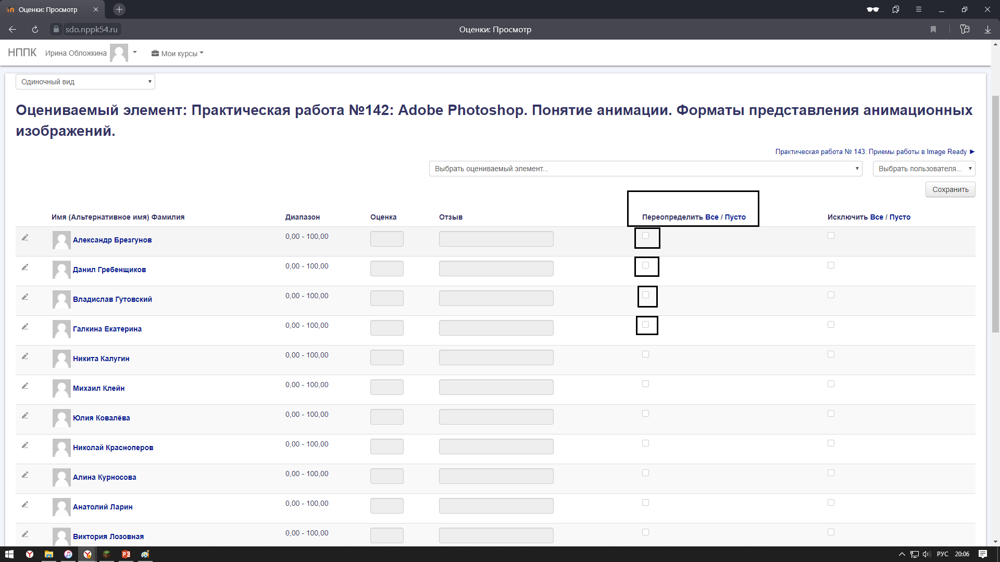 Оценки: Просмотр
sdo.nppk54.ru
Оценки: Просмотр
НППК Ирина Обложкина Мои курсы
Одиночный вид
Оцениваемый элемент: Практическая работа №142: Adobe Photoshop. Понятие анимации. Форматы представления анимационных
изображений.
Практическая работа № 143: Приемы работы в Image Ready ►
Выбрать оцениваемый элемент... Выбрать пользователя...
Сохранить
Имя (Альтернативное имя) Фамилия Диапазон Оценка Отзыв Переопределить Все / Пусто Исключить Все / Пусто
Александр Брезгунов 0,00 - 100,00
Данил Гребенщиков 0,00 - 100,00
Владислав Гутовский 0,00 - 100,00
Галкина Екатерина 0,00 - 100,00
Никита Калугин 0,00 - 100,00
Михаил Клейн 0,00 - 100,00
Юлия Ковалёва 0,00 - 100,00
Николай Красноперов 0,00 - 100,00
Алина Курносова 0,00 - 100,00
Анатолий Ларин 0,00 - 100,00
Виктория Лозовная 0,00 - 100,00
РУС 20:06